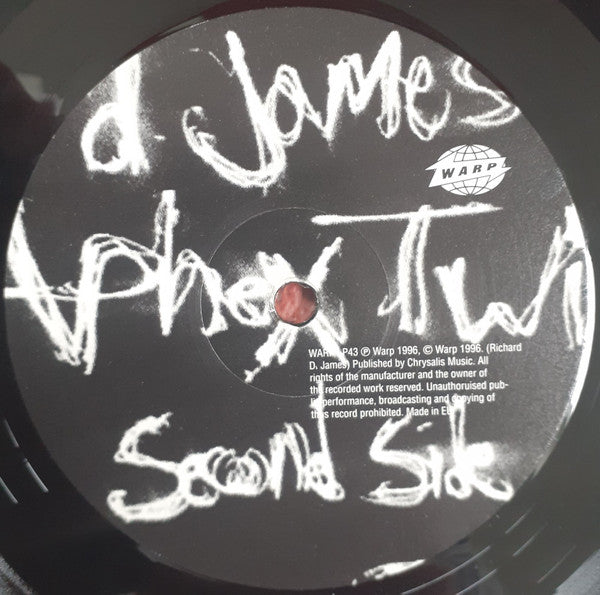 d. James
WARP
Aphex Twi
WARP LP43 ℗ Warp 1996, © Warp 1996. (Richard
D. James) Published by Chrysalis Music. All
rights of the manufacturer and the owner of
the recorded work reserved. Unauthoruised pub-
lic performance, broadcasting and copying of
this record prohibited. Made in EU
Second Side